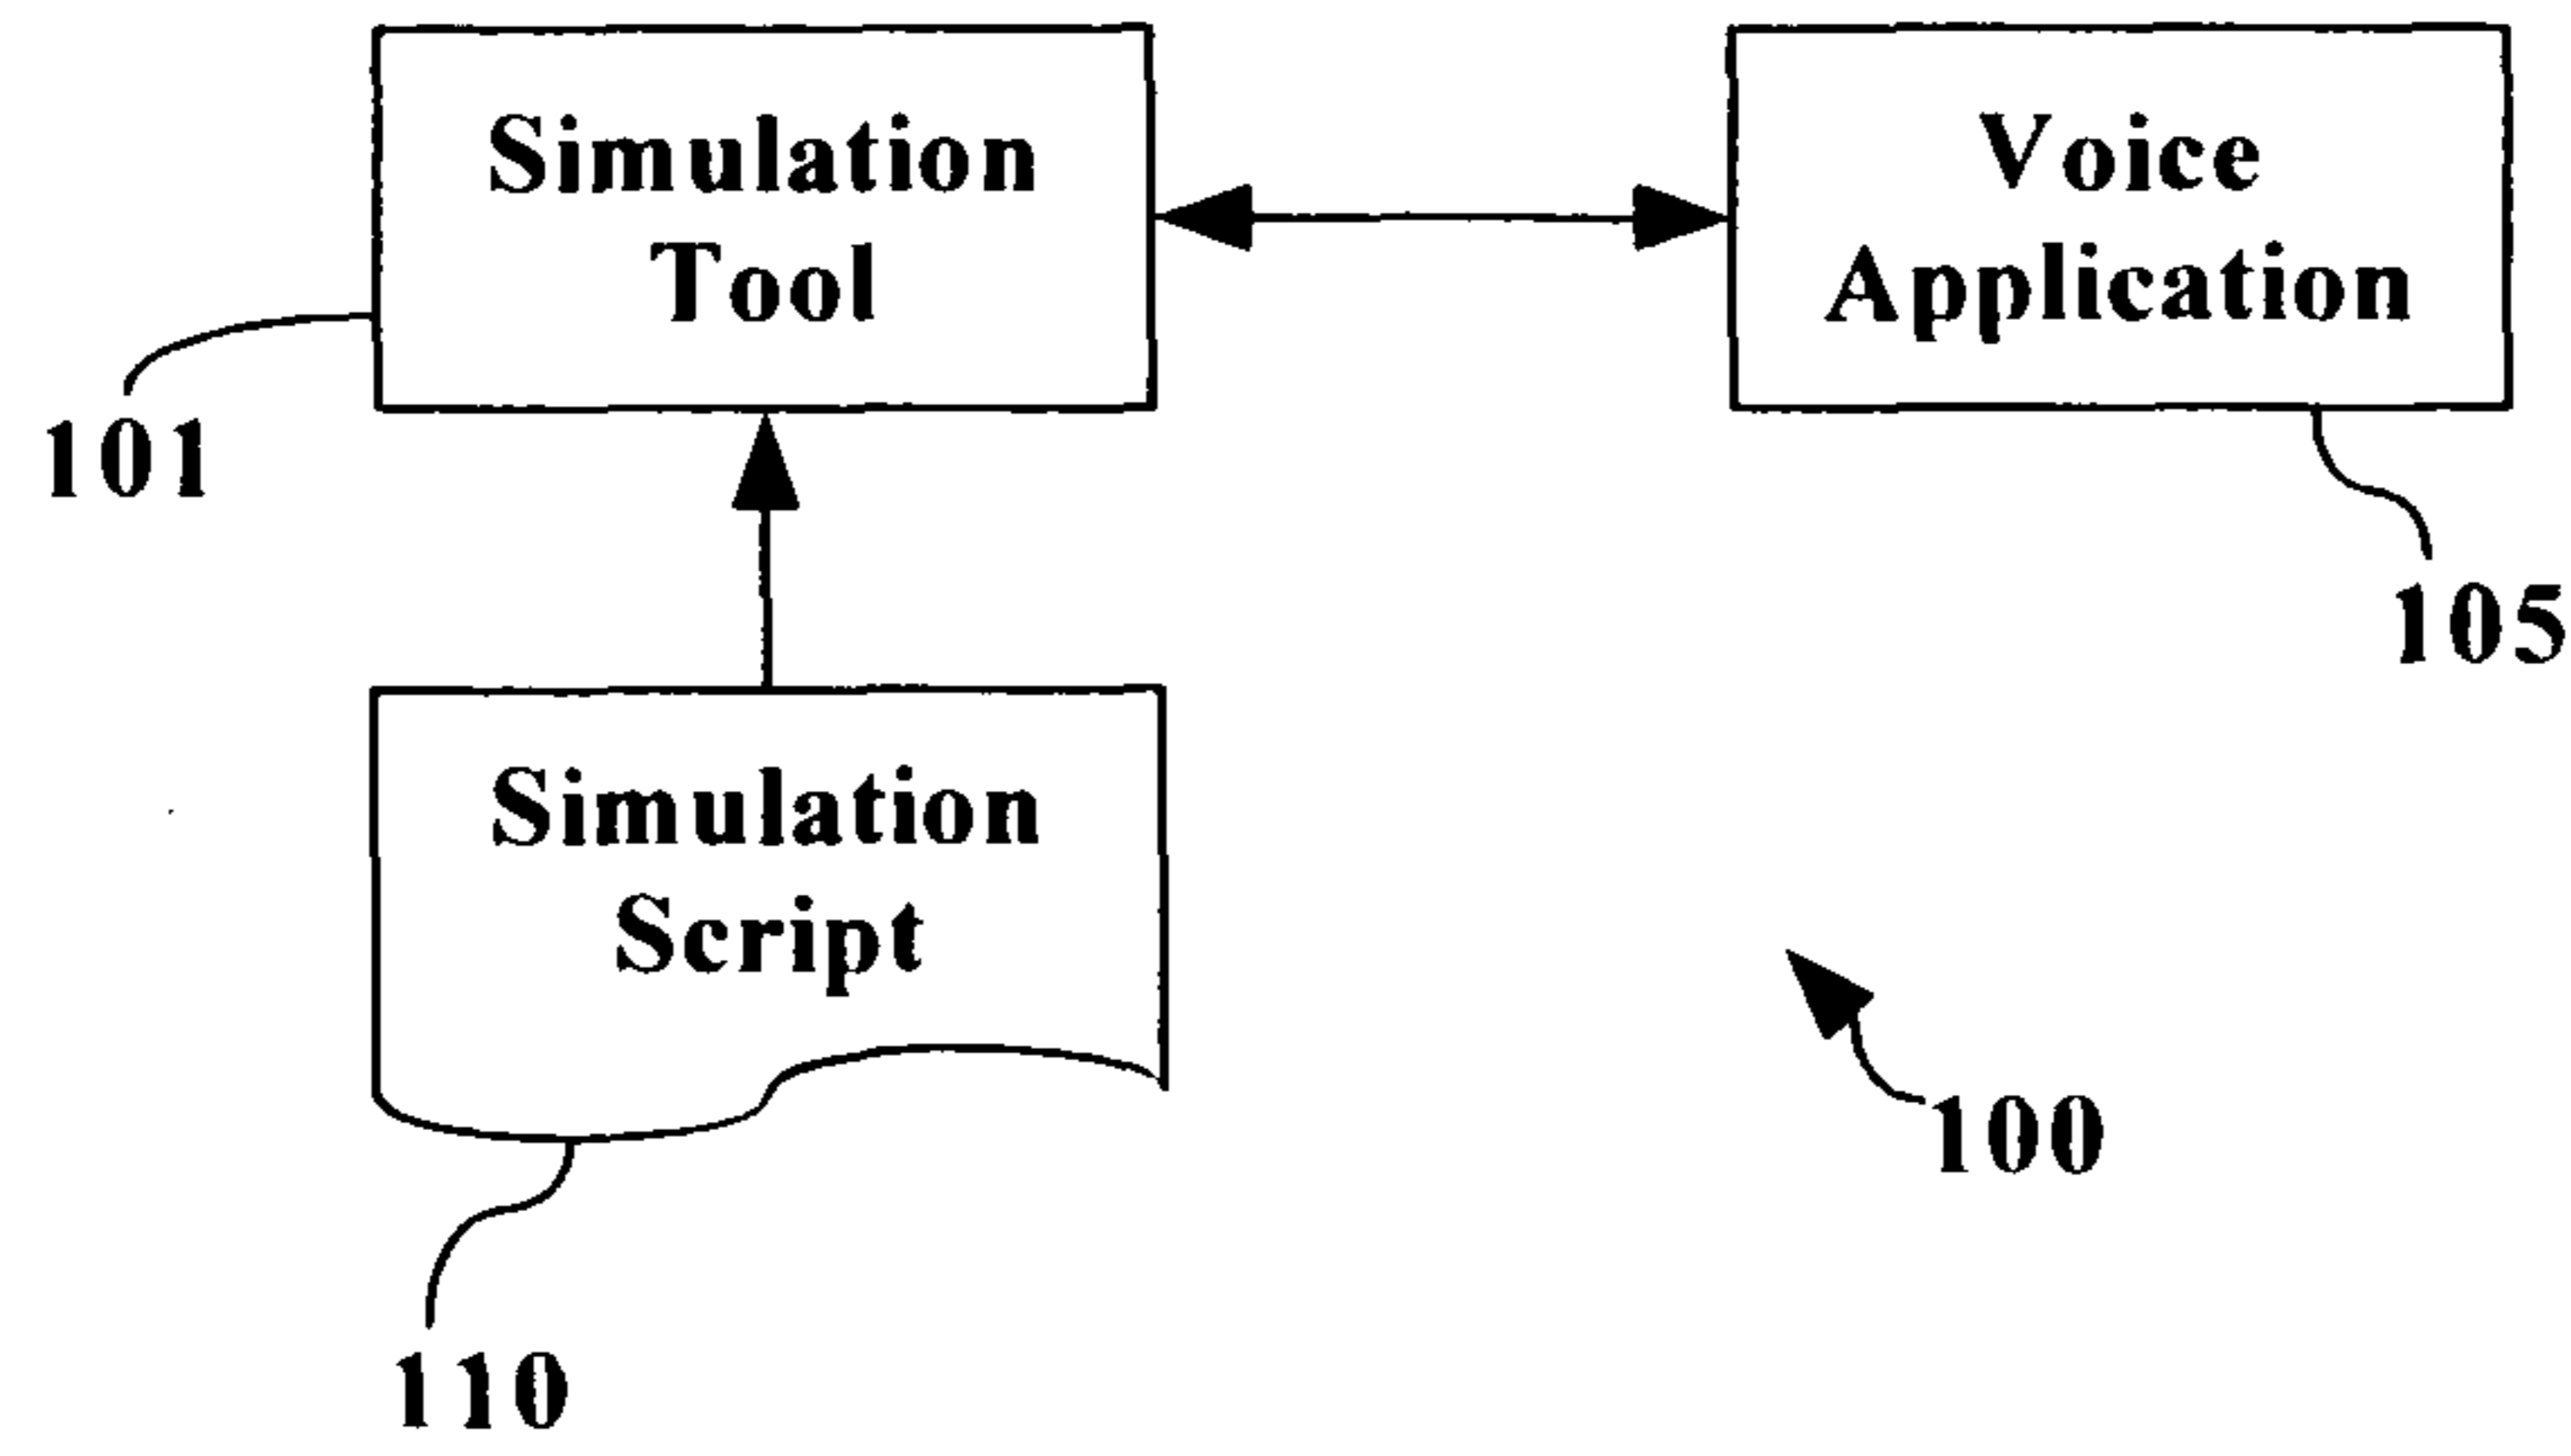 Simulation
Tool
Voice
Application
101
105
Simulation
Script
100
110